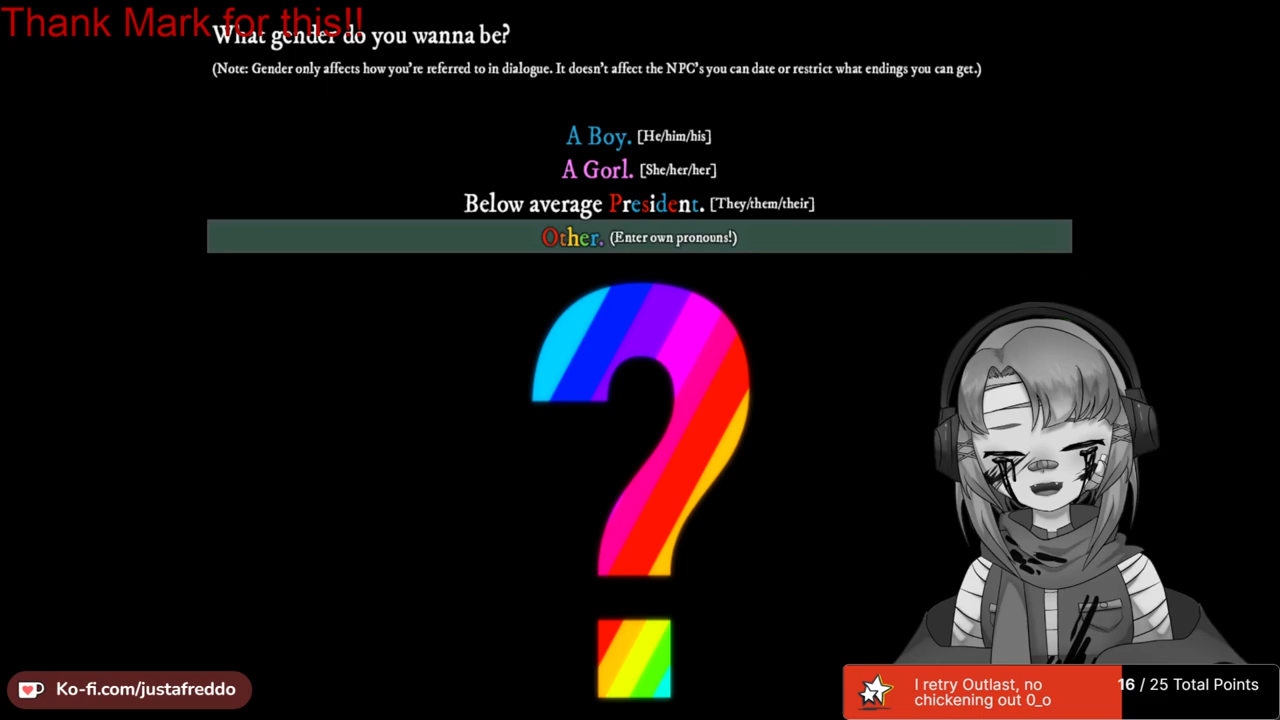 Thank Mark for this!!
What gender do you wanna be?
(Note: Gender only affects how you're referred to in dialogue. It doesn't affect the NPC's you can date or restrict what endings you can get.)
A Boy. [He/him/his]
A Gorl. [She/her/her]
Below average President. [They/them/their]
Other. (Enter own pronouns!)
?
Ko-fi.com/justafreddo
I retry Outlast, no
chickening out 0_o
16 / 25 Total Points